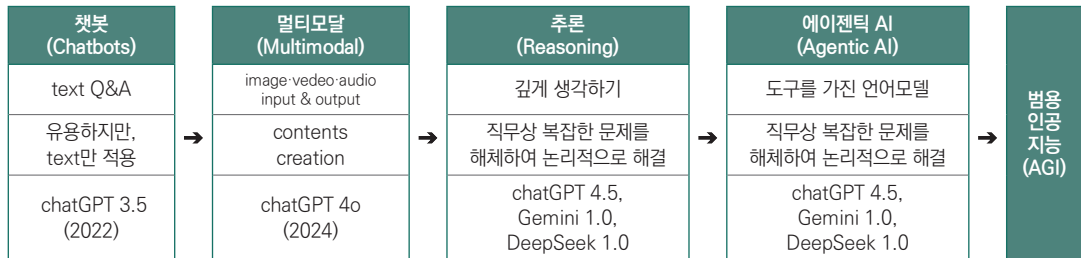 챗봇
(Chatbots)
text Q&A
유용하지만,
text만 적용
chatGPT 3.5
(2022)
멀티모달
(Multimodal)
image·vedeo·audio
input & output
contents
creation
chatGPT 4o
(2024)
추론
(Reasoning)
깊게 생각하기
직무상 복잡한 문제를
해체하여 논리적으로 해결
chatGPT 4.5,
Gemini 1.0,
DeepSeek 1.0
에이젠틱 AI
(Agentic AI)
도구를 가진 언어모델
직무상 복잡한 문제를
해체하여 논리적으로 해결
chatGPT 4.5,
Gemini 1.0,
DeepSeek 1.0
범용
인공
지능
(AGI)